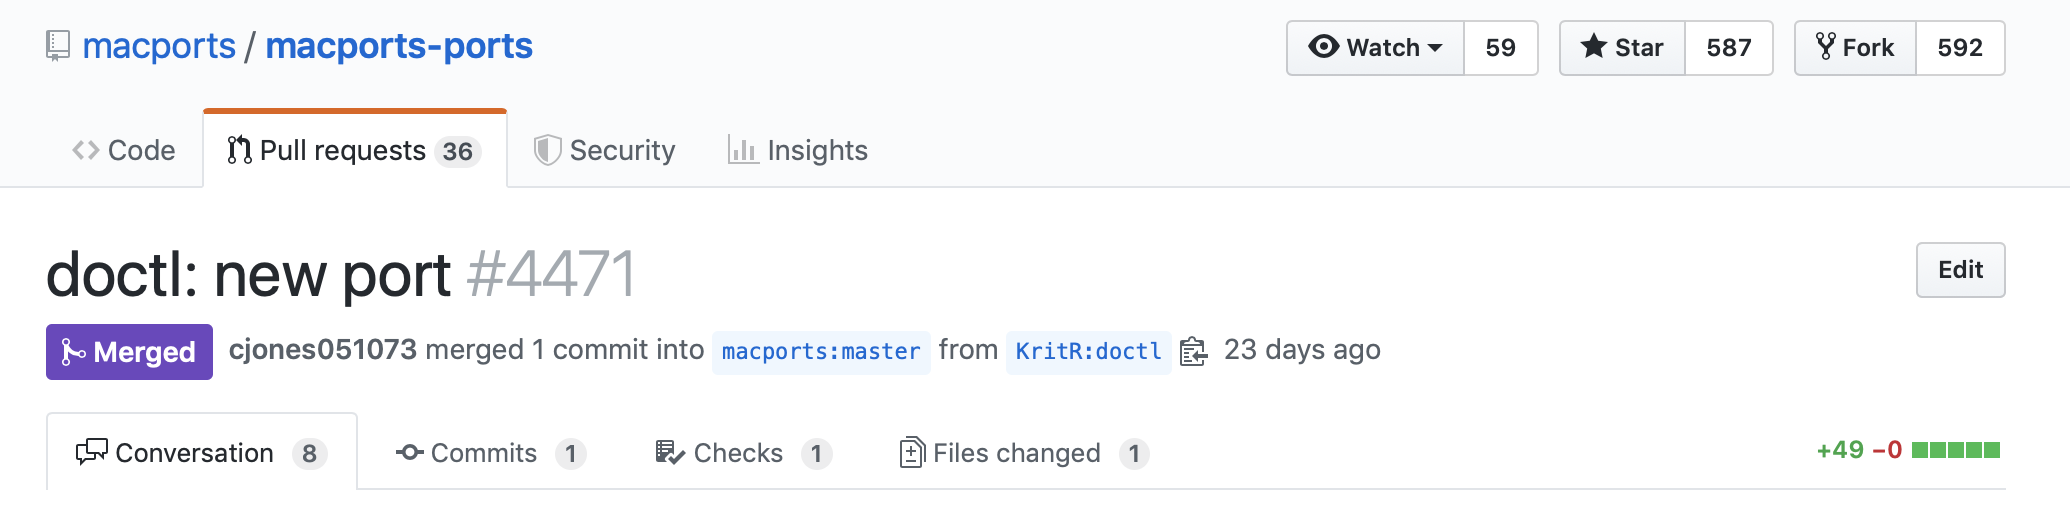 macports / macports-ports Watch 59 Star 587 Fork 592
Code Pull requests 36 Security Insights
doctl: new port #4471 Edit
Merged cjones051073 merged 1 commit into macports:master from KritR:doctl 23 days ago
Conversation 8 Commits 1 Checks 1 Files changed 1 +49 −0